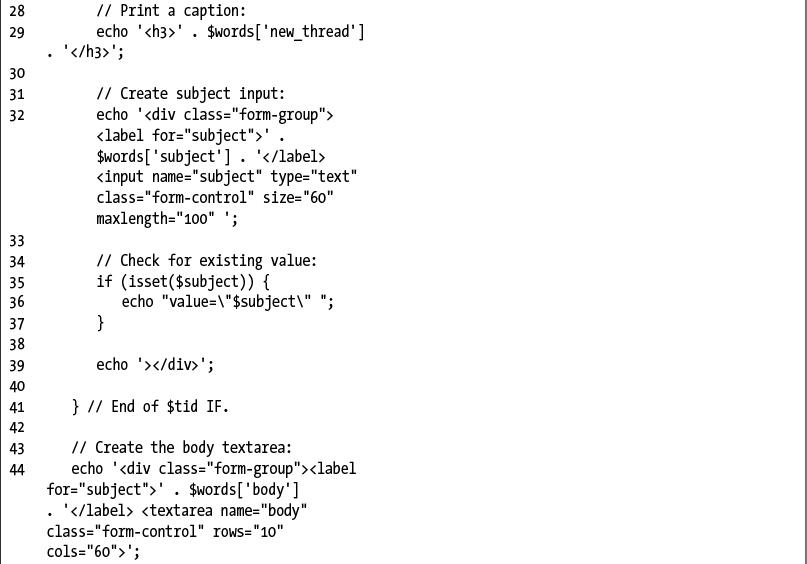 28 // Print a caption:
29 echo '<h3>' . $words['new_thread']
. '</h3>';
30
31 // Create subject input:
32 echo '<div class="form-group">
<label for="subject">' .
$words['subject'] . '</label>
<input name="subject" type="text"
class="form-control" size="60"
maxlength="100" ';
33
34 // Check for existing value:
35 if (isset($subject)) {
36 echo "value=\"$subject\" ";
37 }
38
39 echo '></div>';
40
41 } // End of $tid IF.
42
43 // Create the body textarea:
44 echo '<div class="form-group"><label
for="subject">' . $words['body']
. '</label> <textarea name="body"
class="form-control" rows="10"
cols="60">';